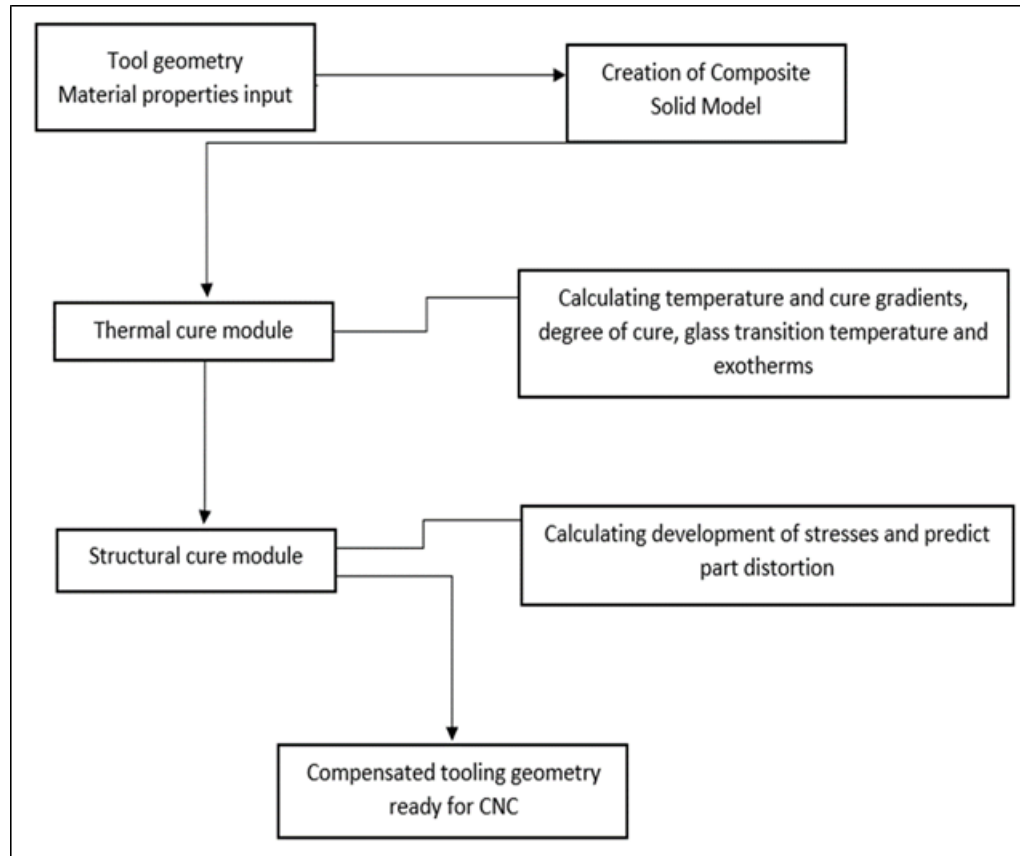 Tool geometry
Material properties input
Creation of Composite
Solid Model
Thermal cure module
Calculating temperature and cure gradients,
degree of cure, glass transition temperature and
exotherms
Structural cure module
Calculating development of stresses and predict
part distortion
Compensated tooling geometry
ready for CNC